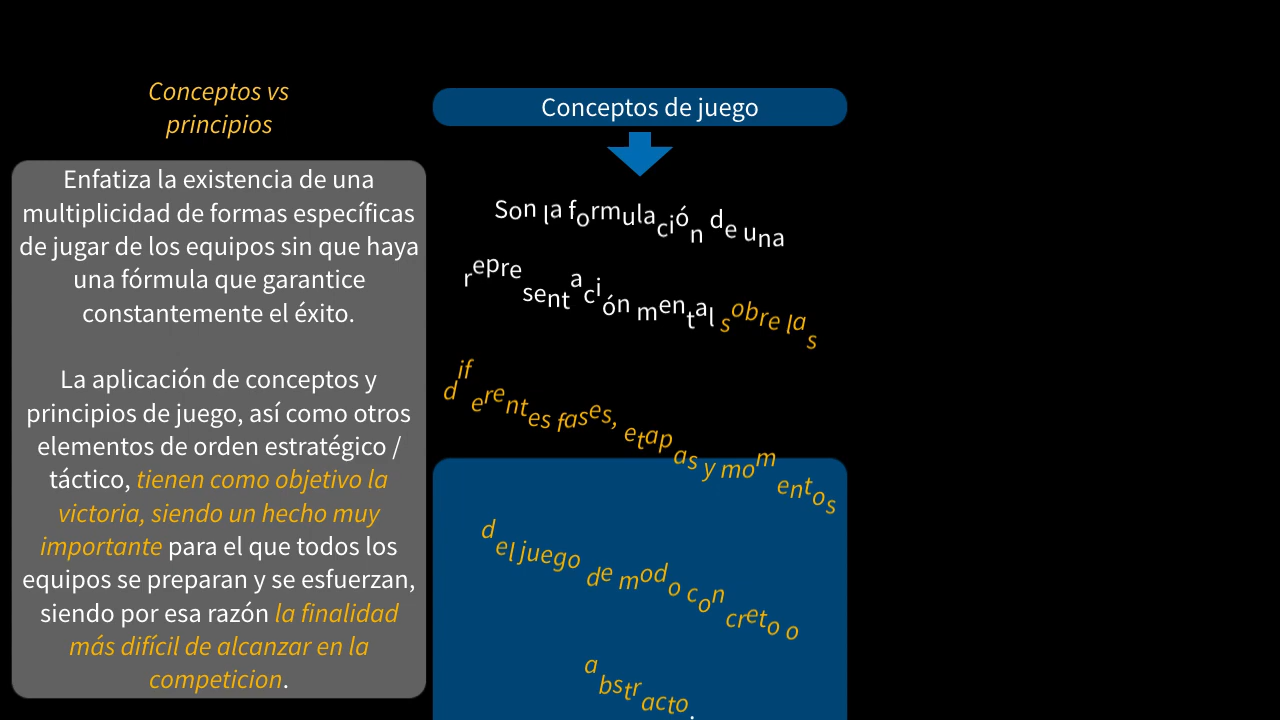 Conceptos vs
principios
Enfatiza la existencia de una
multiplicidad de formas específicas
de jugar de los equipos sin que haya
una fórmula que garantice
constantemente el éxito.
La aplicación de conceptos y
principios de juego, así como otros
elementos de orden estratégico /
táctico, tienen como objetivo la
victoria, siendo un hecho muy
importante para el que todos los
equipos se preparan y se esfuerzan,
siendo por esa razón la finalidad
más difícil de alcanzar en la
competicion.
Conceptos de juego
Son la formulación de una
representación mental sobre las
diferentes fases, etapas y momentos
del juego de modo concreto o
abstracto.